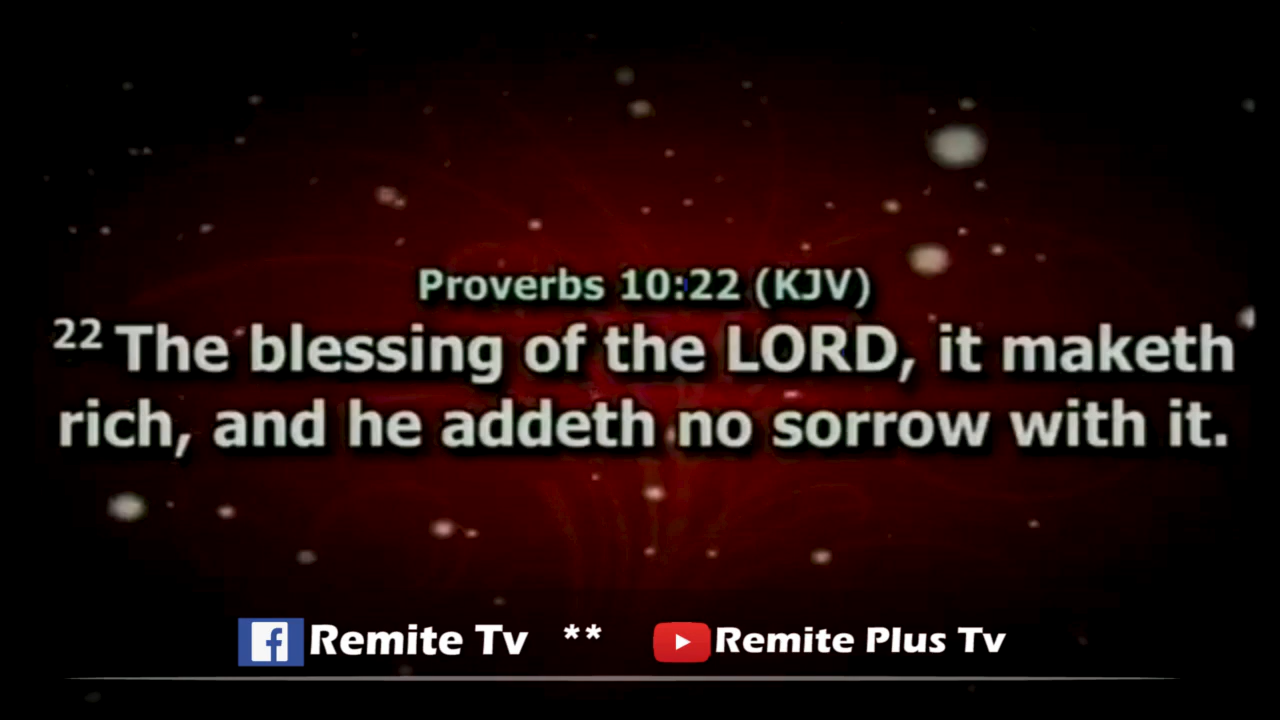 Proverbs 10:22 (KJV)
22 The blessing of the LORD, it maketh
rich, and he addeth no sorrow with it.
Remite Tv ** Remite Plus Tv